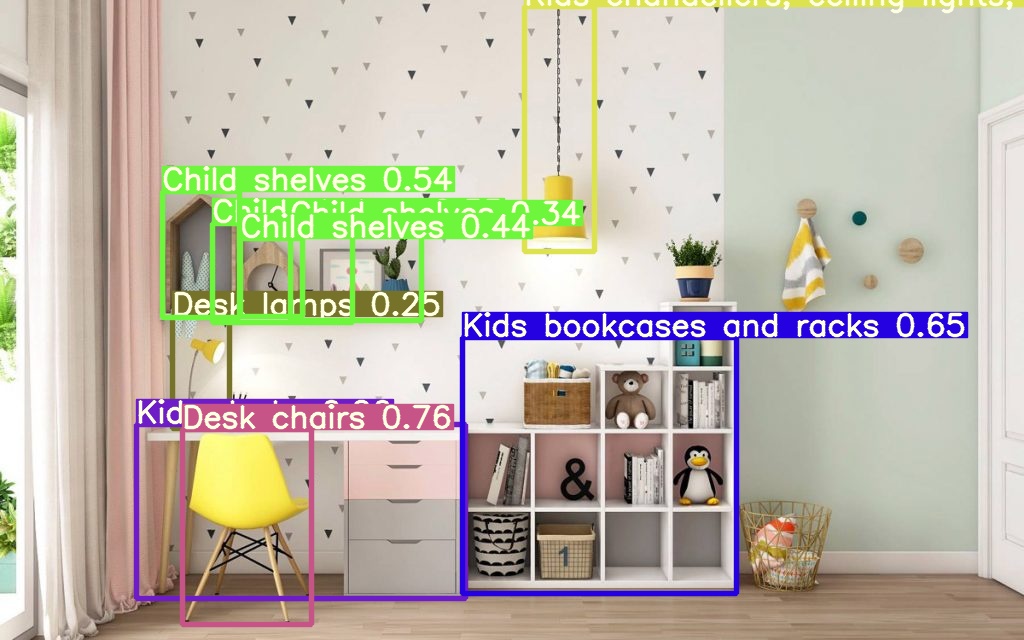 Kids chandeliers, ceiling lights,
Child shelves 0.54
Child shelves 0.34
Child shelves 0.44
Desk lamps 0.25
Kids bookcases and racks 0.65
Desk chairs 0.76
&
1